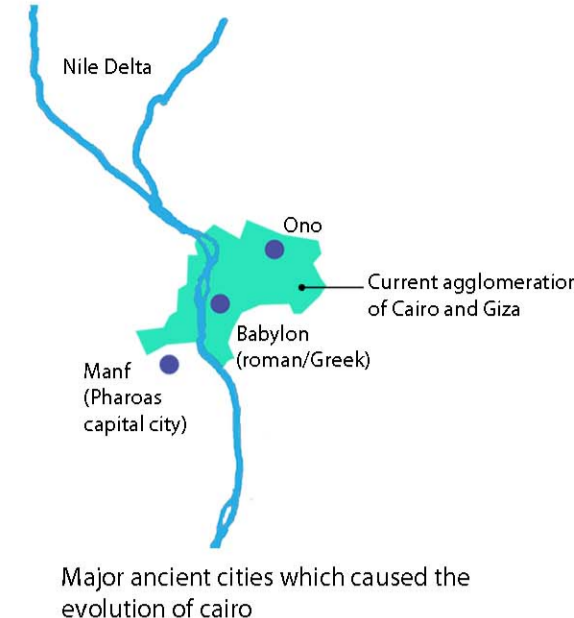 Nile Delta
Ono
Current agglomeration
of Cairo and Giza
Babylon
(roman/Greek)
Manf
(Pharoas
capital city)
Major ancient cities which caused the
evolution of cairo